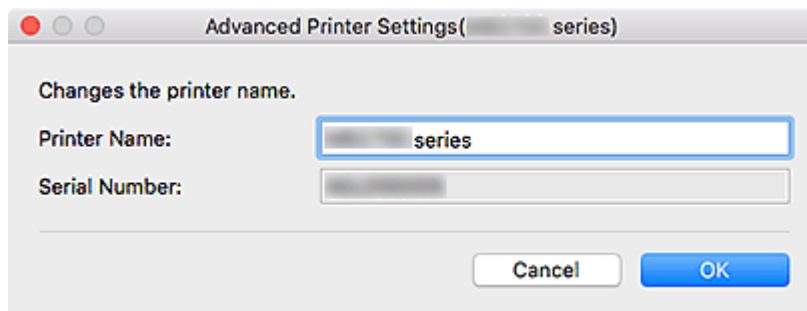 Advanced Printer Settings( series)
Changes the printer name.
Printer Name: series
Serial Number:
Cancel OK